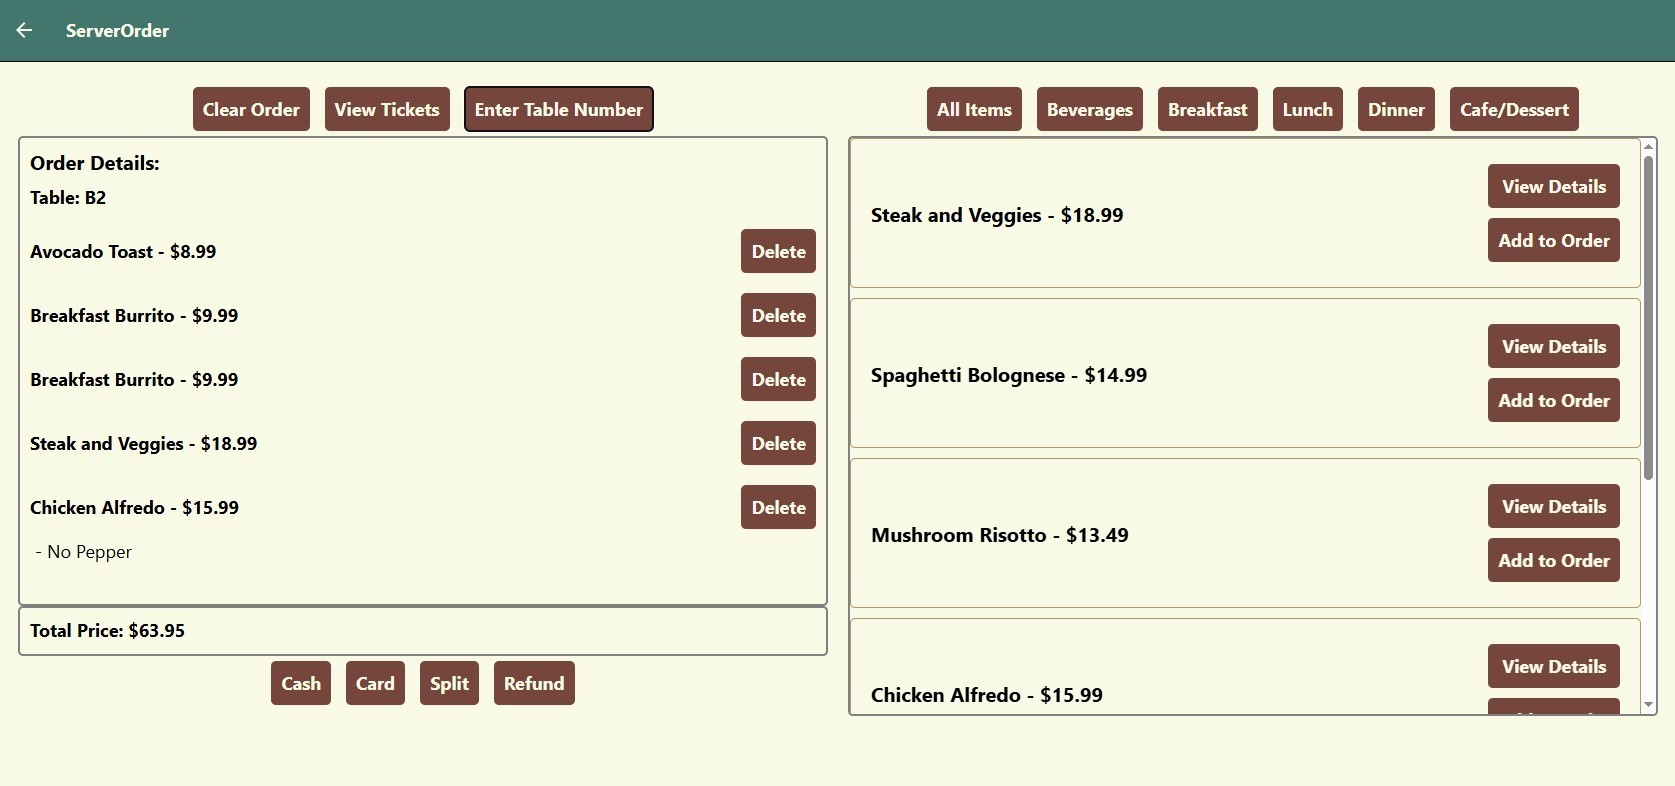 ServerOrder
Clear Order
View Tickets
Enter Table Number
Order Details:
Table: B2
Avocado Toast - $8.99
Delete
Breakfast Burrito - $9.99
Delete
Breakfast Burrito - $9.99
Delete
Steak and Veggies - $18.99
Delete
Chicken Alfredo - $15.99
Delete
- No Pepper
Total Price: $63.95
Cash
Card
Split
Refund
All Items
Beverages
Breakfast
Lunch
Dinner
Cafe/Dessert
Steak and Veggies - $18.99
View Details
Add to Order
Spaghetti Bolognese - $14.99
View Details
Add to Order
Mushroom Risotto - $13.49
View Details
Add to Order
Chicken Alfredo - $15.99
View Details